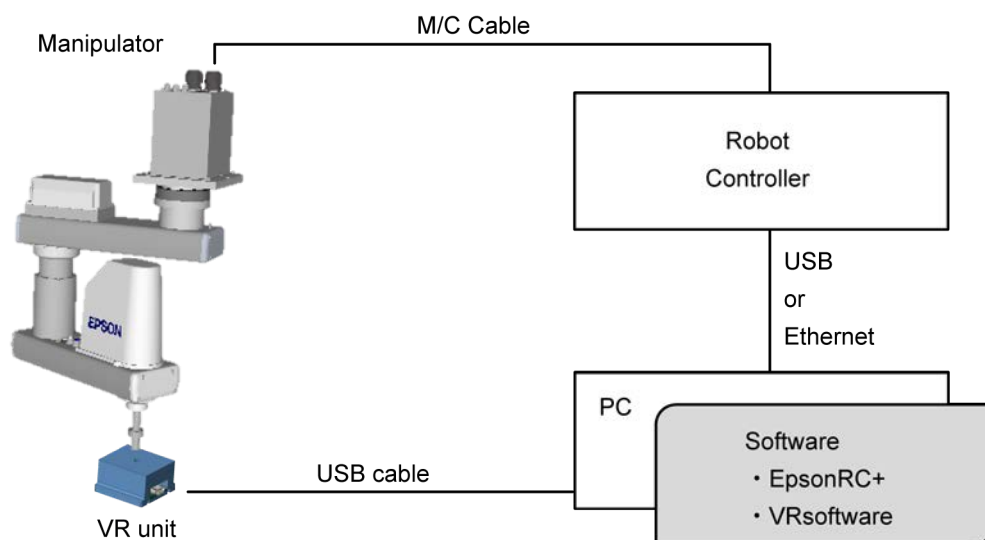 M/C Cable
Manipulator
Robot
Controller
USB
or
Ethernet
EPSON
PC
Software
・EpsonRC+
・VRsoftware
USB cable
VR unit